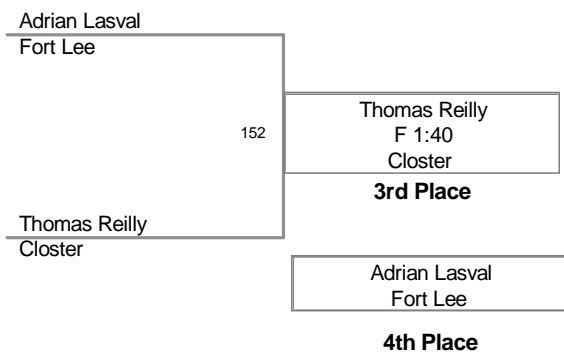 Adrian Lasval
Fort Lee
152
Thomas Reilly
F 1:40
Closter
3rd Place
Thomas Reilly
Closter
Adrian Lasval
Fort Lee
4th Place